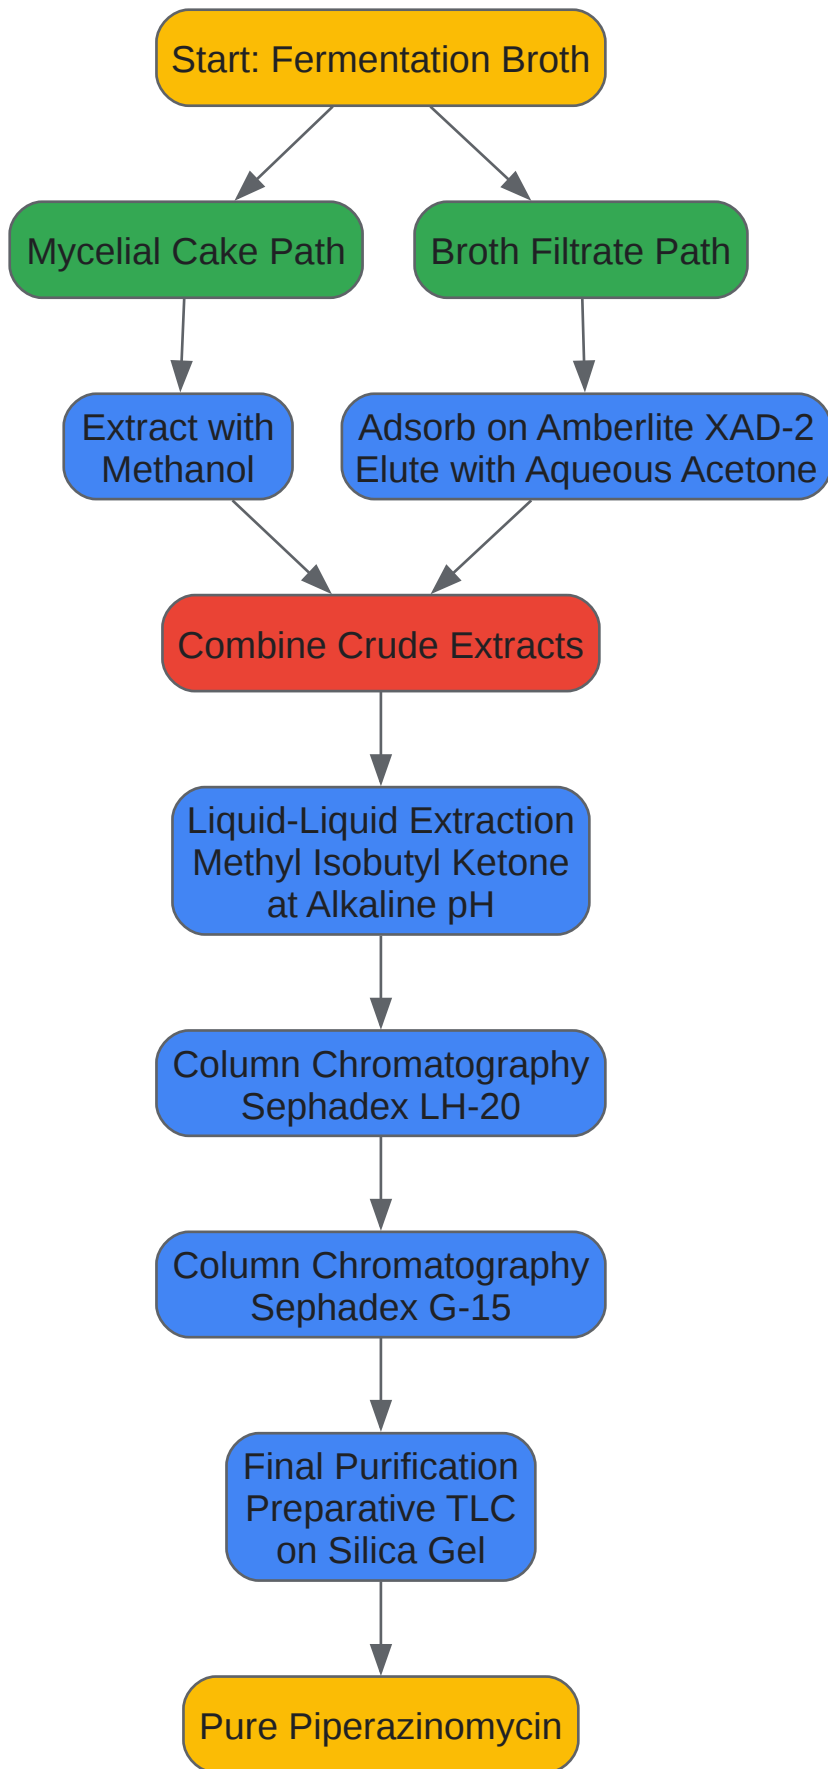 Start: Fermentation Broth
Mycelial Cake Path
Broth Filtrate Path
Extract with
Methanol
Adsorb on Amberlite XAD-2
Elute with Aqueous Acetone
Combine Crude Extracts
Liquid-Liquid Extraction
Methyl Isobutyl Ketone
at Alkaline pH
Column Chromatography
Sephadex LH-20
Column Chromatography
Sephadex G-15
Final Purification
Preparative TLC
on Silica Gel
Pure Piperazinomycin